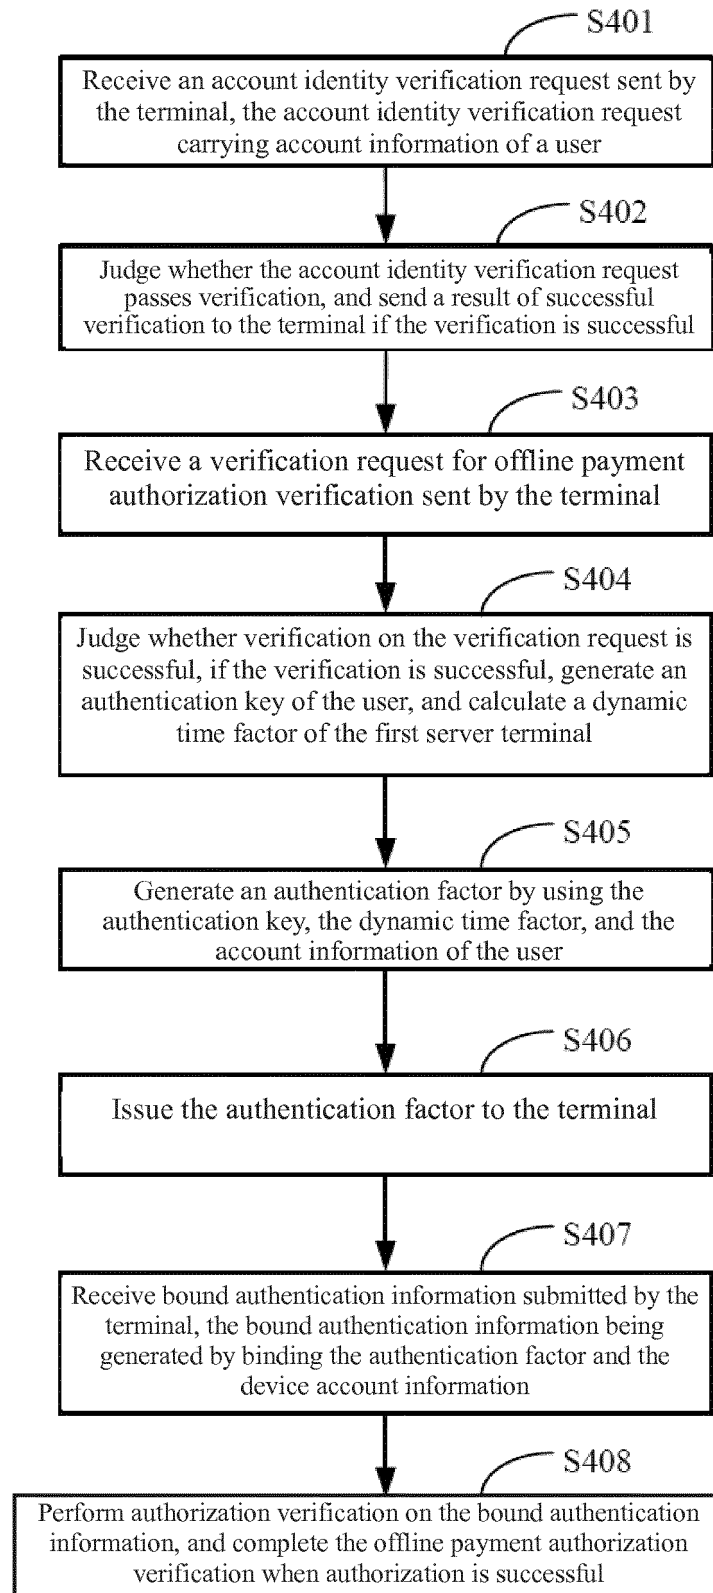 S401
Receive an account identity verification request sent by
the terminal, the account identity verification request
carrying account information of a user
S402
Judge whether the account identity verification request
passes verification, and send a result of successful
verification to the terminal if the verification is successful
S403
Receive a verification request for offline payment
authorization verification sent by the terminal
S404
Judge whether verification on the verification request is
successful, if the verification is successful, generate an
authentication key of the user, and calculate a dynamic
time factor of the first server terminal
S405
Generate an authentication factor by using the
authentication key, the dynamic time factor, and the
account information of the user
S406
Issue the authentication factor to the terminal
S407
Receive bound authentication information submitted by the
terminal, the bound authentication information being
generated by binding the authentication factor and the
device account information
S408
Perform authorization verification on the bound authentication
information, and complete the offline payment authorization
verification when authorization is successful